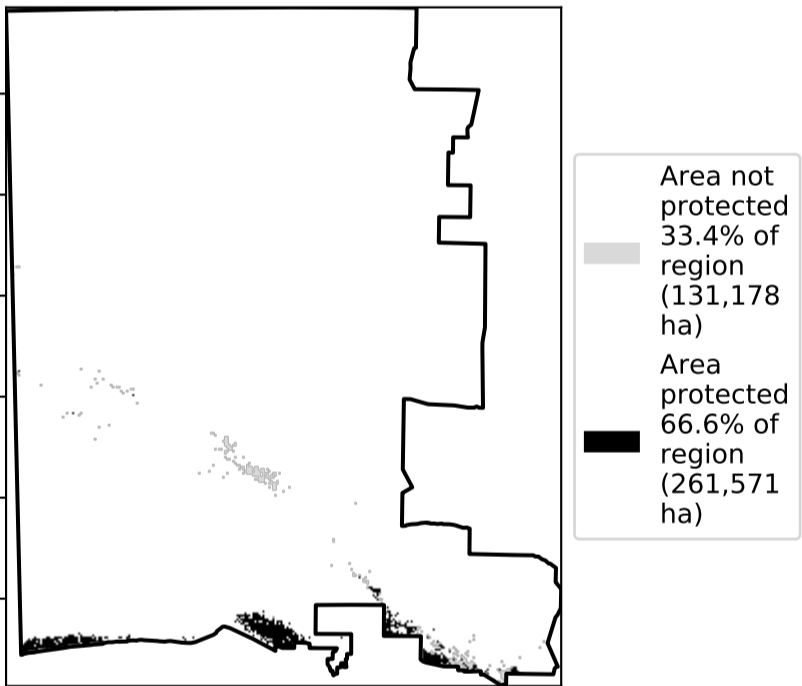 Area not
protected
33.4% of
region
(131,178
ha)
Area
protected
66.6% of
region
(261,571
ha)